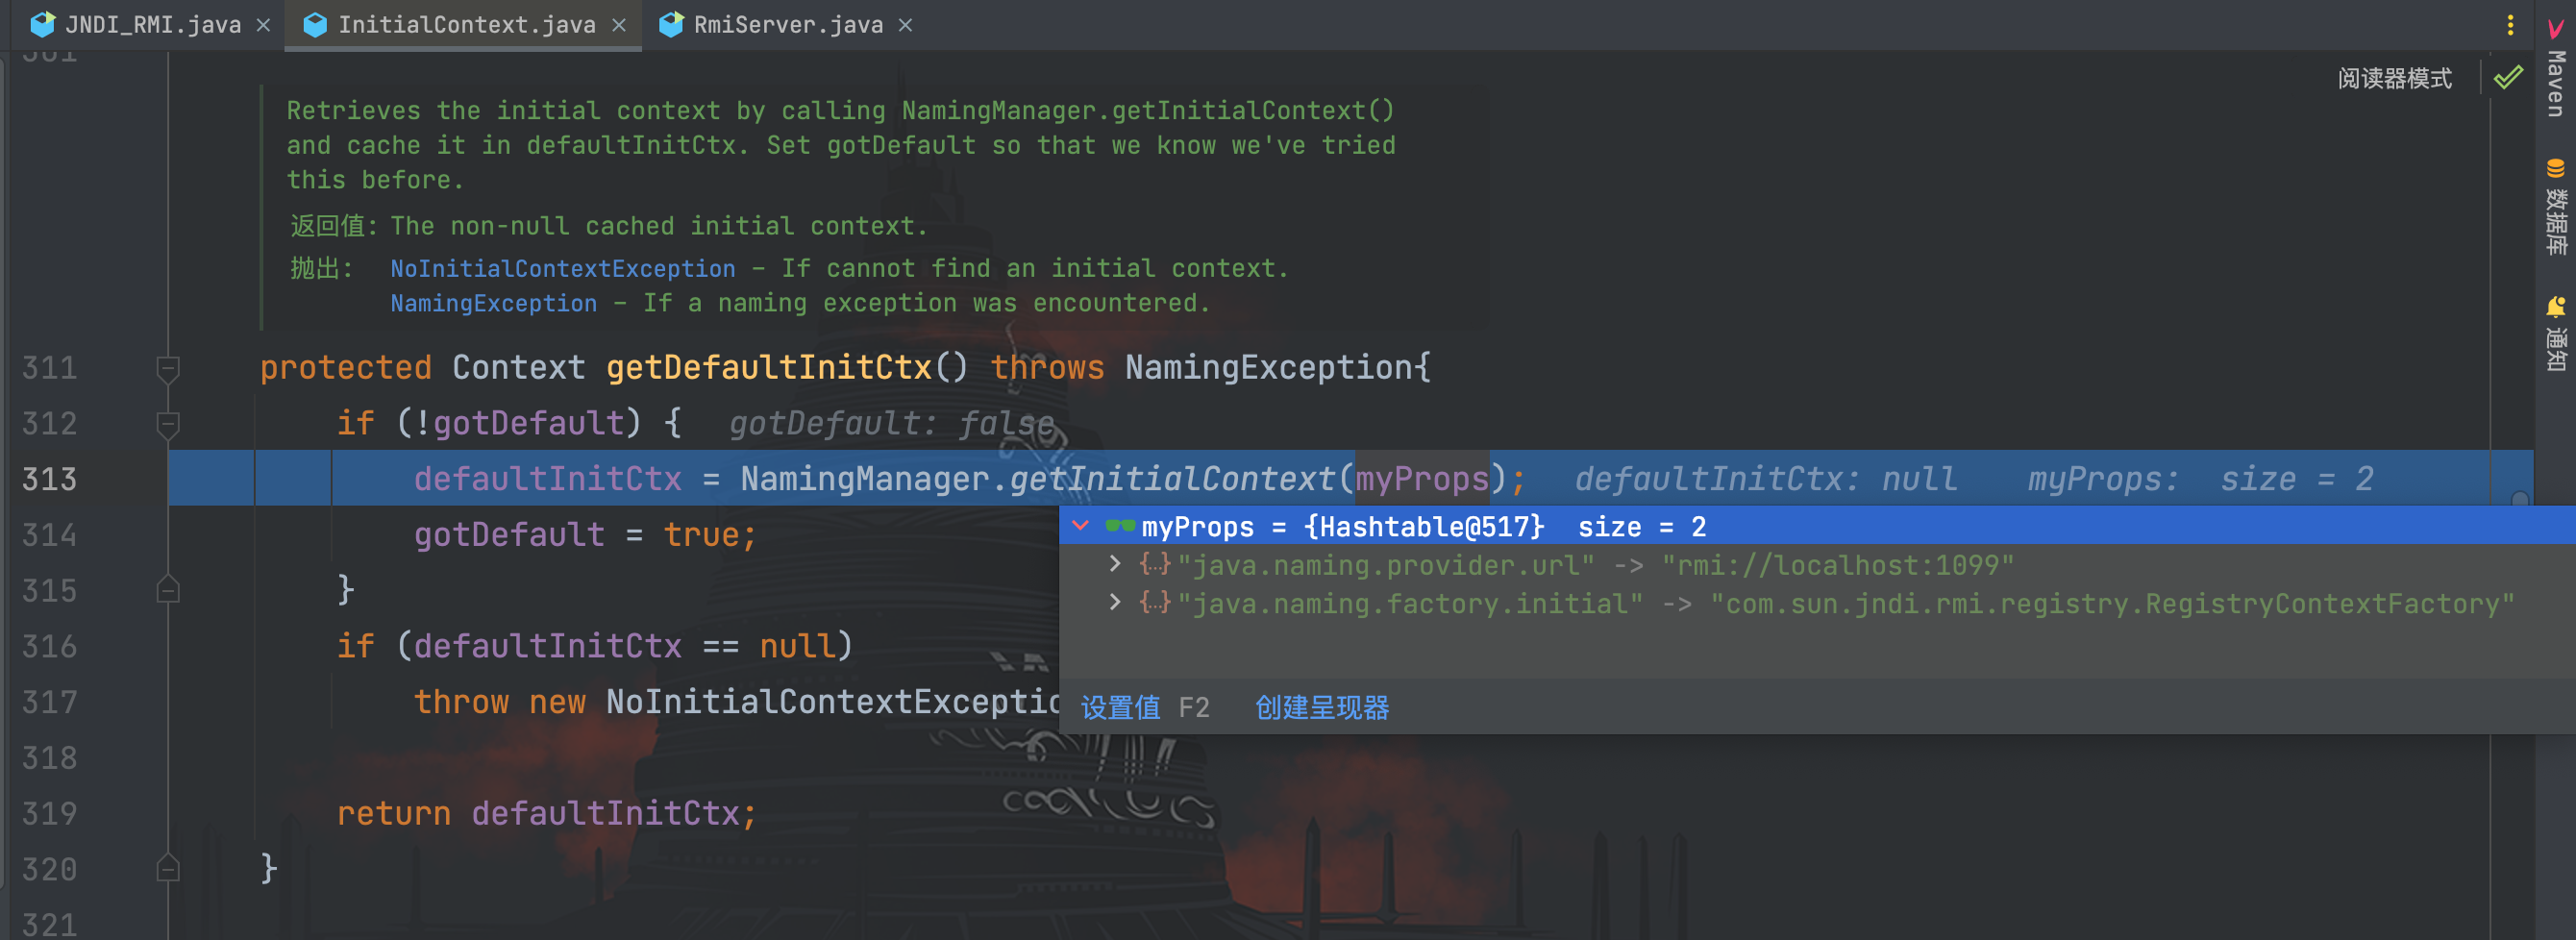 JNDI_RMI.java InitialContext.java RmiServer.java
阅读器模式
Maven
数据库
通知
Retrieves the initial context by calling NamingManager.getInitialContext()
and cache it in defaultInitCtx. Set gotDefault so that we know we've tried
this before.
返回值: The non-null cached initial context.
抛出: NoInitialContextException – If cannot find an initial context.
NamingException – If a naming exception was encountered.
311 protected Context getDefaultInitCtx() throws NamingException{
312 if (!gotDefault) { gotDefault: false
313 defaultInitCtx = NamingManager.getInitialContext(myProps); defaultInitCtx: null myProps: size = 2
myProps = {Hashtable@517} size = 2
314 gotDefault = true;
"java.naming.provider.url" -> "rmi://localhost:1099"
315 }
"java.naming.factory.initial" -> "com.sun.jndi.rmi.registry.RegistryContextFactory"
316 if (defaultInitCtx == null)
317 throw new NoInitialContextExceptio
设置值 F2 创建呈现器
318
319 return defaultInitCtx;
320 }
321